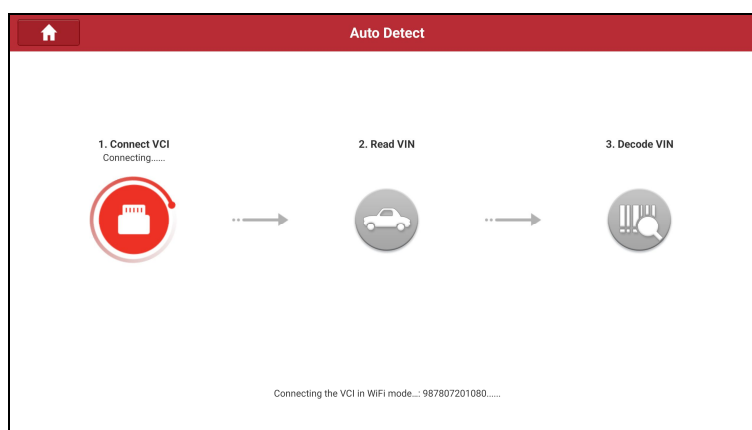 Auto Detect
1. Connect VCI
Connecting......
2. Read VIN
3. Decode VIN
Connecting the VCI in WiFi mode...: 987807201080......